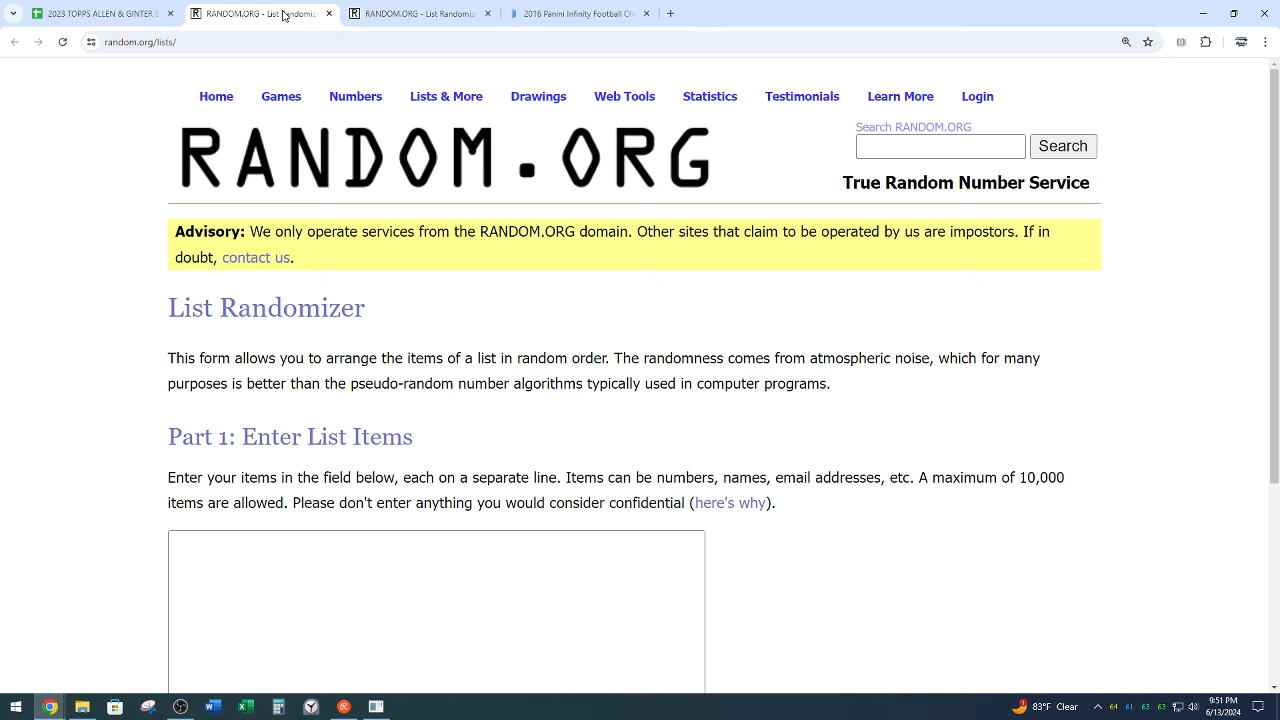 2023 TOPPS ALLEN & GINTER
RANDOM.ORG - List Randomiz
RANDOM.ORG - List Randomiz
2016 Panini Infinity Football Ch
random.org/lists/
Home Games Numbers Lists & More Drawings Web Tools Statistics Testimonials Learn More Login
RANDOM.ORG
Search RANDOM.ORG
Search
True Random Number Service
Advisory: We only operate services from the RANDOM.ORG domain. Other sites that claim to be operated by us are impostors. If in
doubt, contact us.
List Randomizer
This form allows you to arrange the items of a list in random order. The randomness comes from atmospheric noise, which for many
purposes is better than the pseudo-random number algorithms typically used in computer programs.
Part 1: Enter List Items
Enter your items in the field below, each on a separate line. Items can be numbers, names, email addresses, etc. A maximum of 10,000
items are allowed. Please don't enter anything you would consider confidential (here's why).
83°F Clear
64 61 63 63
9:51 PM
6/13/2024